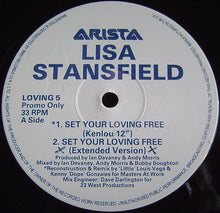 ARISTA
LISA
STANSFIELD
LOVING 5
Promo Only
33 RPM
A Side
*1. SET YOUR LOVING FREE
(Kenlou 12")
2. SET YOUR LOVING FREE
(Extended Version)
Produced by Ian Devaney and Andy Morris
Mixed by Ian Devaney, Andy Morris & Bobby Boughton
*Reconstruction & Remix by 'Little' Louie Vega &
Kenny 'Dope' Gonzales for Masters At Work
Mix Engineer: Dave Darlington for
23 West Productions